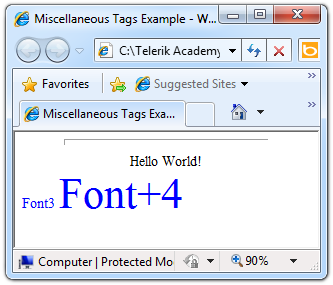 Miscellaneous Tags Example - W...
C:\Telerik Academy
Favorites
Suggested Sites
Miscellaneous Tags Exa...
Hello World!
Font3 Font+4
Computer | Protected Mo
90%